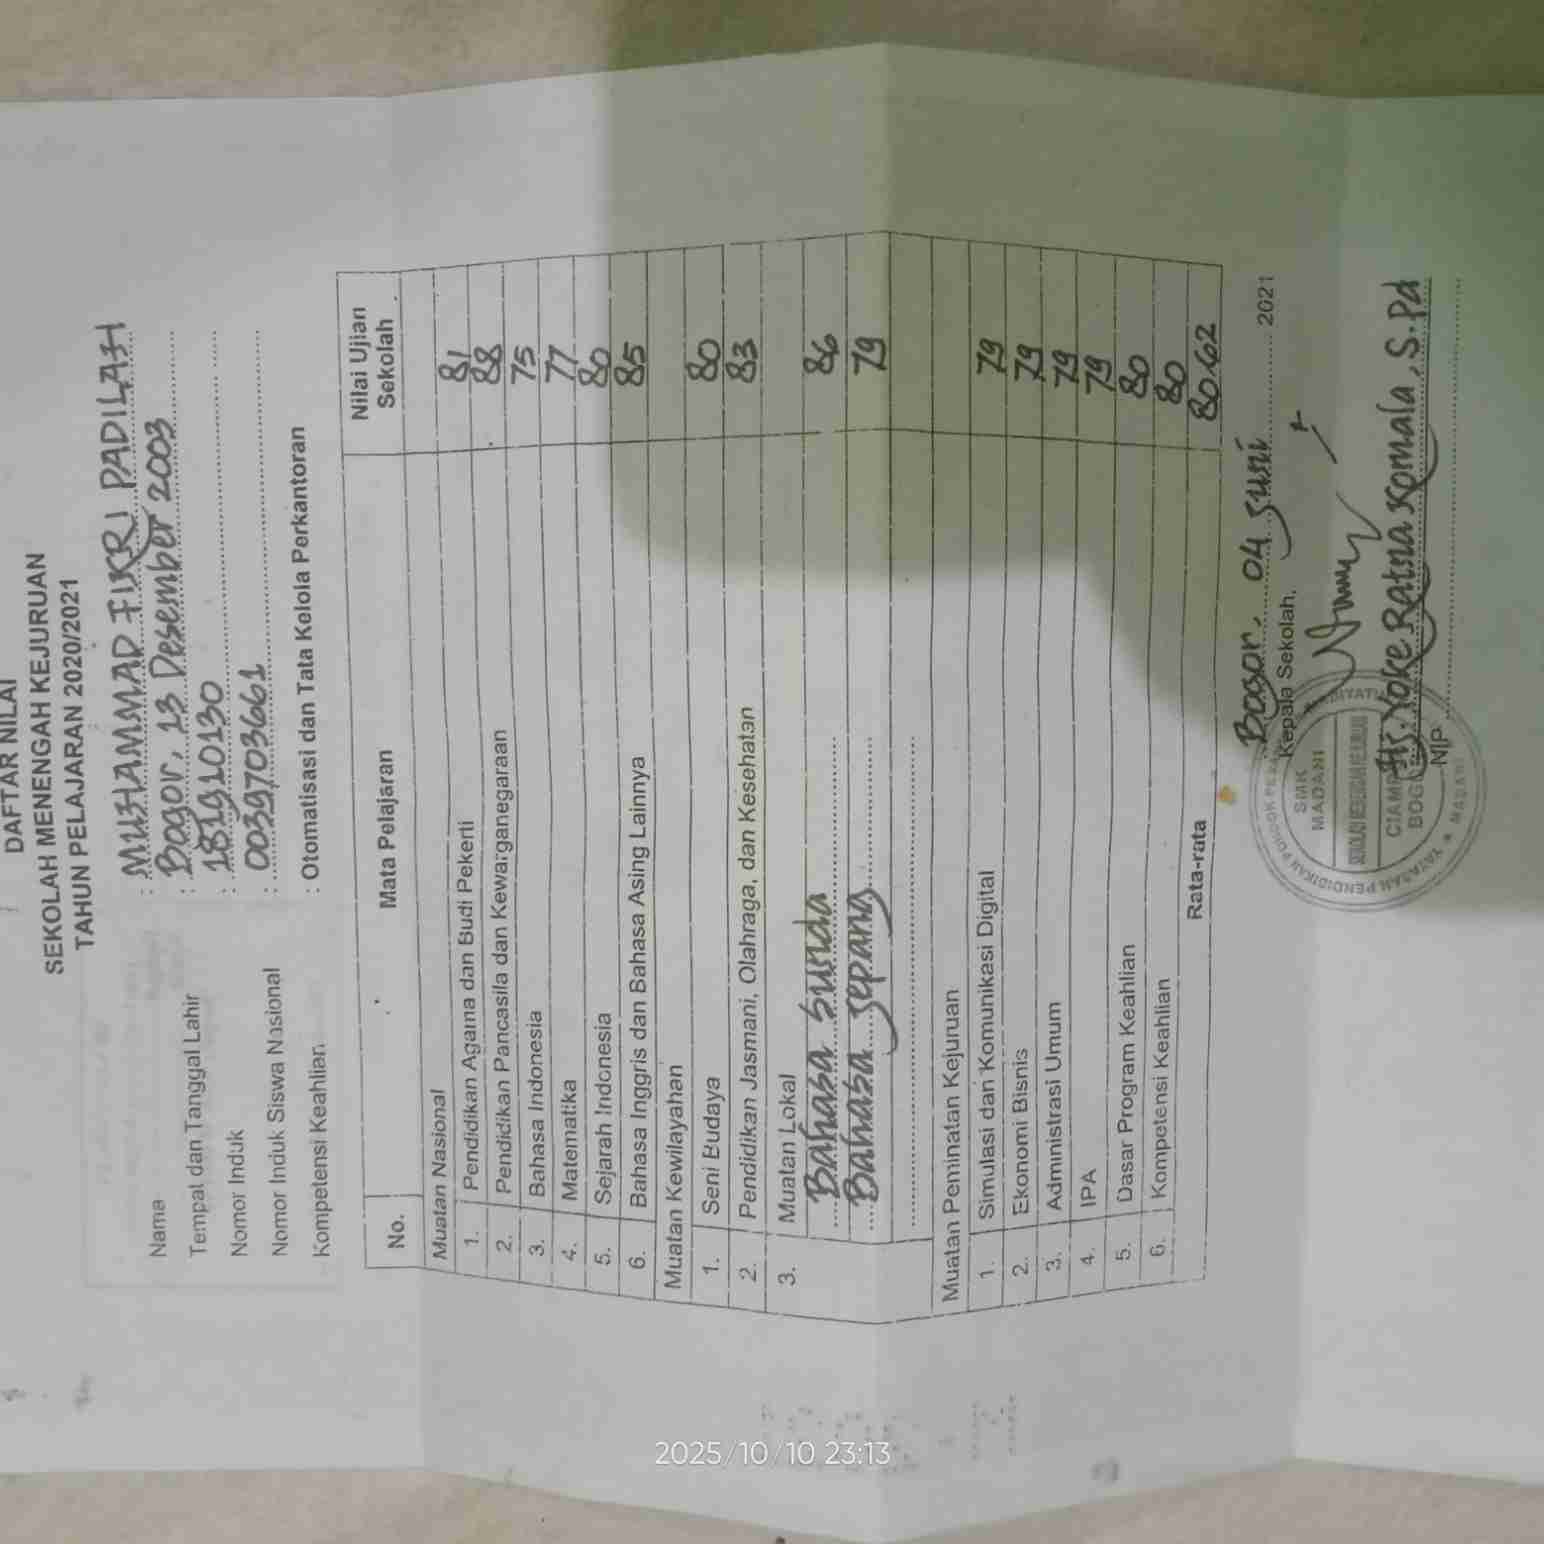 DAFTAR NILAI
SEKOLAH MENENGAH KEJURUAN
TAHUN PELAJARAN 2020/2021
Nama : MUHAMMAD FIKRI PADILAH
Tempat dan Tanggal Lahir : Bogor, 13 Desember 2003
Nomor Induk : 181910130
Nomor Induk Siswa Nasional : 0039703661
Kompetensi Keahlian : Otomatisasi dan Tata Kelola Perkantoran
No. Mata Pelajaran Nilai Ujian Sekolah
Muatan Nasional
1. Pendidikan Agama dan Budi Pekerti 81
2. Pendidikan Pancasila dan Kewarganegaraan 88
3. Bahasa Indonesia 75
4. Matematika 77
5. Sejarah Indonesia 80
6. Bahasa Inggris dan Bahasa Asing Lainnya 85
Muatan Kewilayahan
1. Seni Budaya 80
2. Pendidikan Jasmani, Olahraga, dan Kesehatan 83
3. Muatan Lokal
Bahasa Sunda 86
Bahasa Jepang 79
Muatan Peminatan Kejuruan
1. Simulasi dan Komunikasi Digital 79
2. Ekonomi Bisnis 79
3. Administrasi Umum 79
4. IPA 79
5. Dasar Program Keahlian 80
6. Kompetensi Keahlian 80
Rata-rata 80.62
Bogor, 04 Juni 2021
Kepala Sekolah,
SMK
MADANI
Hj. Yoke Ratna Komala, S.Pd
NIP.
2025/10/10 23:13